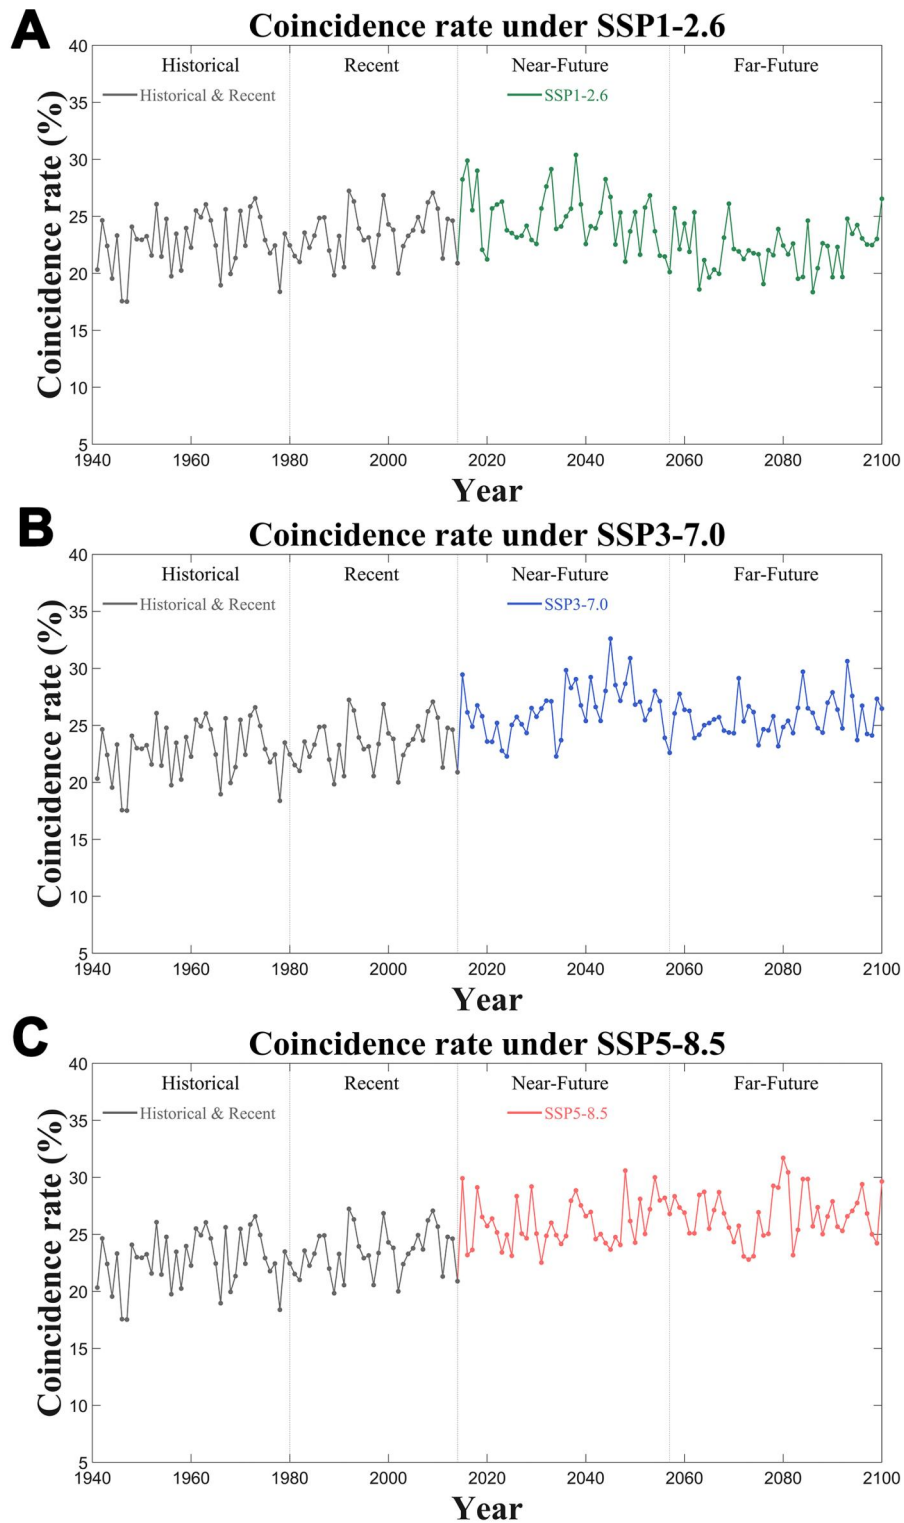 A
Coincidence rate under SSP1-2.6
Historical Recent Near-Future Far-Future
Historical & Recent SSP1-2.6
Coincidence rate (%)
40
35
30
25
20
15
10
5
1940 1960 1980 2000 2020 2040 2060 2080 2100
Year
B
Coincidence rate under SSP3-7.0
Historical Recent Near-Future Far-Future
Historical & Recent SSP3-7.0
Coincidence rate (%)
40
35
30
25
20
15
10
5
1940 1960 1980 2000 2020 2040 2060 2080 2100
Year
C
Coincidence rate under SSP5-8.5
Historical Recent Near-Future Far-Future
Historical & Recent SSP5-8.5
Coincidence rate (%)
40
35
30
25
20
15
10
5
1940 1960 1980 2000 2020 2040 2060 2080 2100
Year